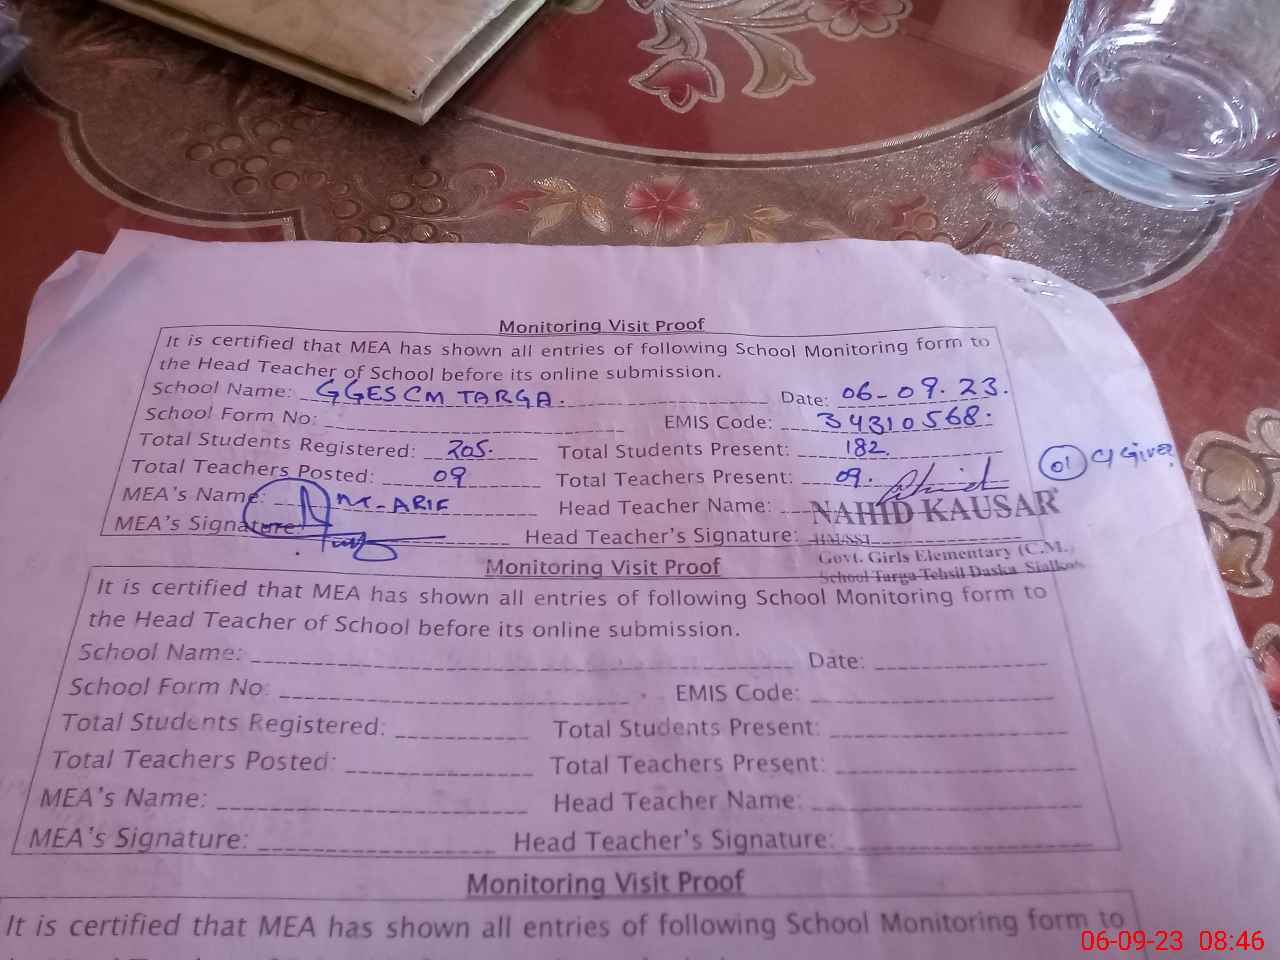 Monitoring Visit Proof
It is certified that MEA has shown all entries of following School Monitoring form to
the Head Teacher of School before its online submission.
School Name: GGESCM TARGA. Date: 06-09.23.
School Form No: EMIS Code: 34310568.
Total Students Registered: 205. Total Students Present: 182.
Total Teachers Posted: 09 Total Teachers Present: 09. 01 Give
MEA's Name: M-ARIF Head Teacher Name: NAHID KAUSAR
MEA's Signature: Head Teacher's Signature: HM/SST
Govt. Girls Elementary (C.M.)
School Targa Tehsil Daska Sialkot
Monitoring Visit Proof
It is certified that MEA has shown all entries of following School Monitoring form to
the Head Teacher of School before its online submission.
School Name: Date:
School Form No: EMIS Code:
Total Students Registered: Total Students Present:
Total Teachers Posted: Total Teachers Present:
MEA's Name: Head Teacher Name:
MEA's Signature: Head Teacher's Signature:
Monitoring Visit Proof
It is certified that MEA has shown all entries of following School Monitoring form to
06-09-23 08:46